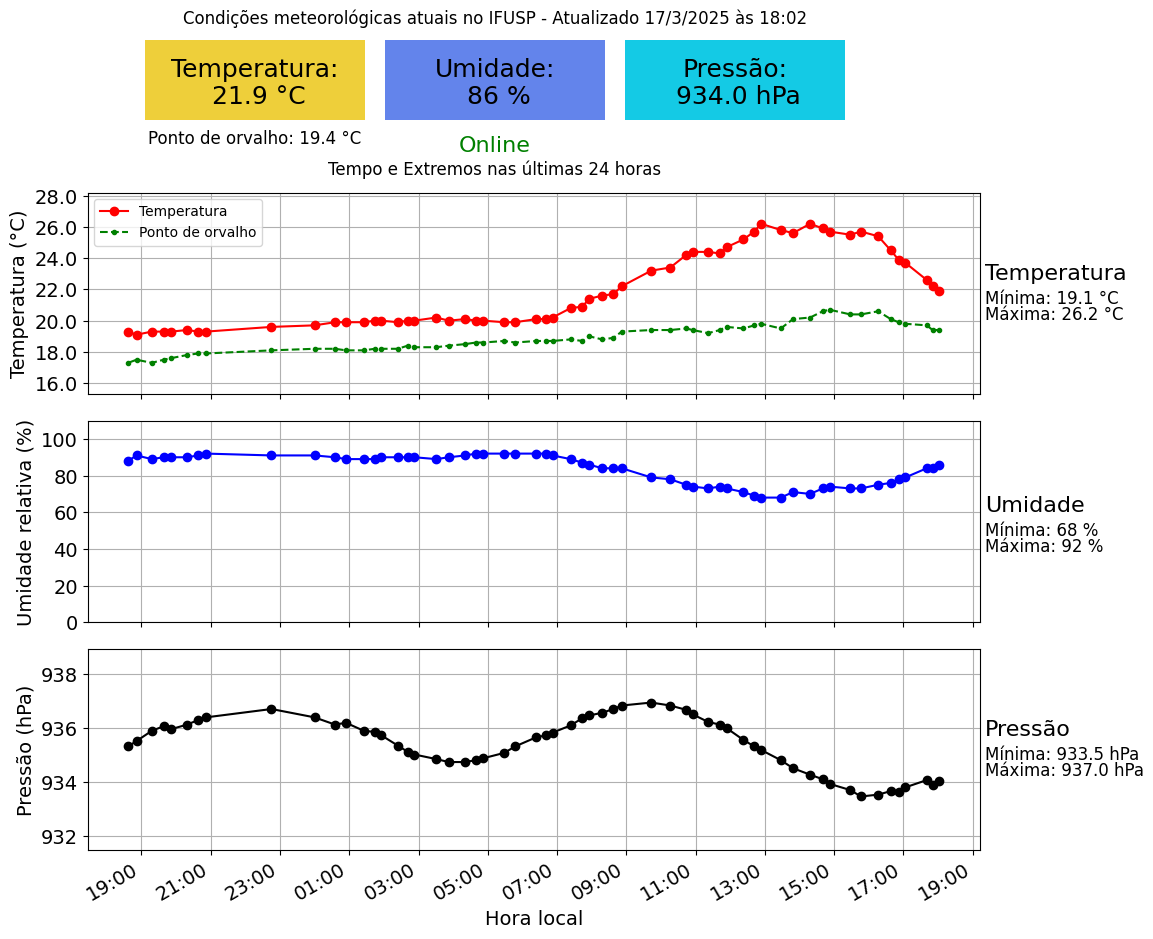 Condições meteorológicas atuais no IFUSP - Atualizado 17/3/2025 às 18:02
Temperatura:
21.9 °C
Umidade:
86 %
Pressão:
934.0 hPa
Ponto de orvalho: 19.4 °C
Online
Tempo e Extremos nas últimas 24 horas
Temperatura (°C)
28.0
26.0
24.0
22.0
20.0
18.0
16.0
Temperatura
Ponto de orvalho
Temperatura
Mínima: 19.1 °C
Máxima: 26.2 °C
Umidade relativa (%)
100
80
60
40
20
0
Umidade
Mínima: 68 %
Máxima: 92 %
Pressão (hPa)
938
936
934
932
Pressão
Mínima: 933.5 hPa
Máxima: 937.0 hPa
19:00
21:00
23:00
01:00
03:00
05:00
07:00
09:00
11:00
13:00
15:00
17:00
19:00
Hora local